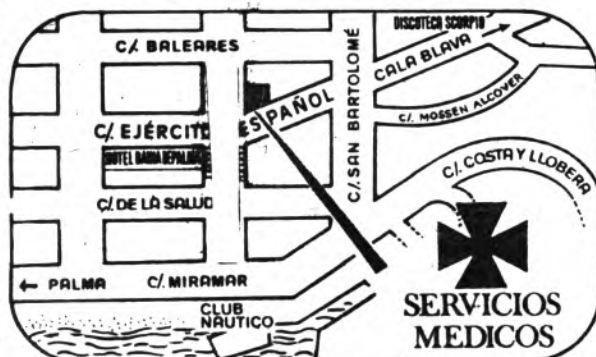 DISCOTECA SCORPIO
C/. BALEARES
CALA BLAVA
C/. SAN BARTOLOMÉ
C/. EJÉRCITO ESPAÑOL
C/. MOSSEN ALCOVER
HOTEL BAHIA DE PALMA
C/. COSTA Y LLOBERA
C/. DE LA SALUD
← PALMA
C/. MIRAMAR
CLUB
NAUTICO
SERVICIOS
MEDICOS